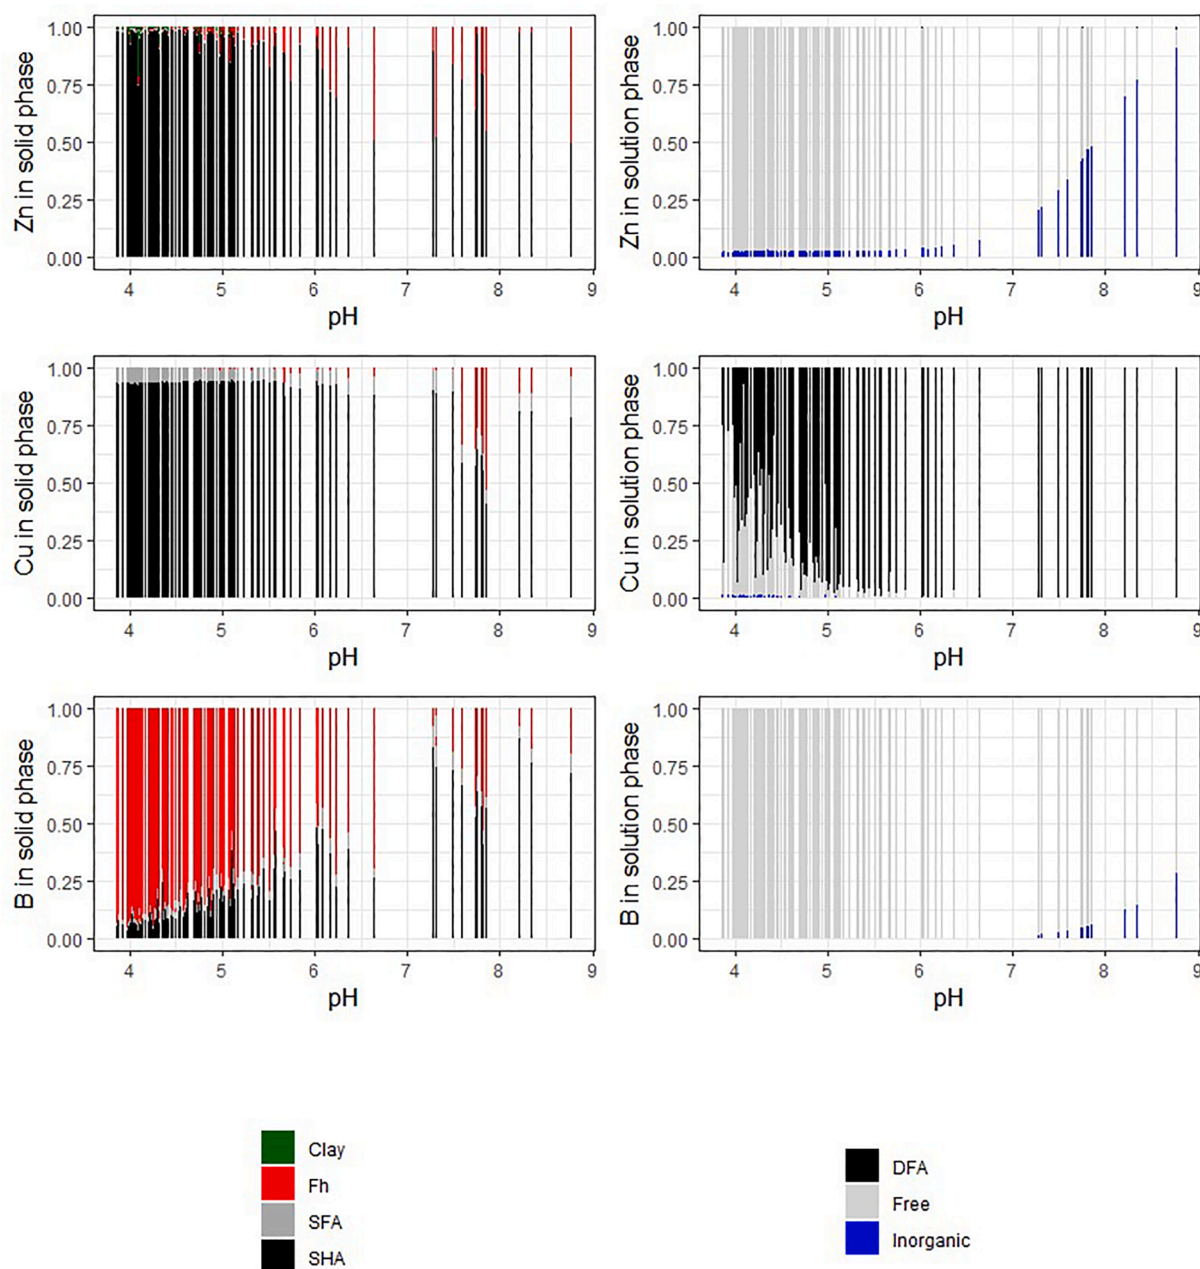 Zn in solid phase
1.00
0.75
0.50
0.25
0.00
4 5 6 7 8 9
pH
Zn in solution phase
1.00
0.75
0.50
0.25
0.00
4 5 6 7 8 9
pH
Cu in solid phase
1.00
0.75
0.50
0.25
0.00
4 5 6 7 8 9
pH
Cu in solution phase
1.00
0.75
0.50
0.25
0.00
4 5 6 7 8 9
pH
B in solid phase
1.00
0.75
0.50
0.25
0.00
4 5 6 7 8 9
pH
B in solution phase
1.00
0.75
0.50
0.25
0.00
4 5 6 7 8 9
pH
Clay
Fh
SFA
SHA
DFA
Free
Inorganic